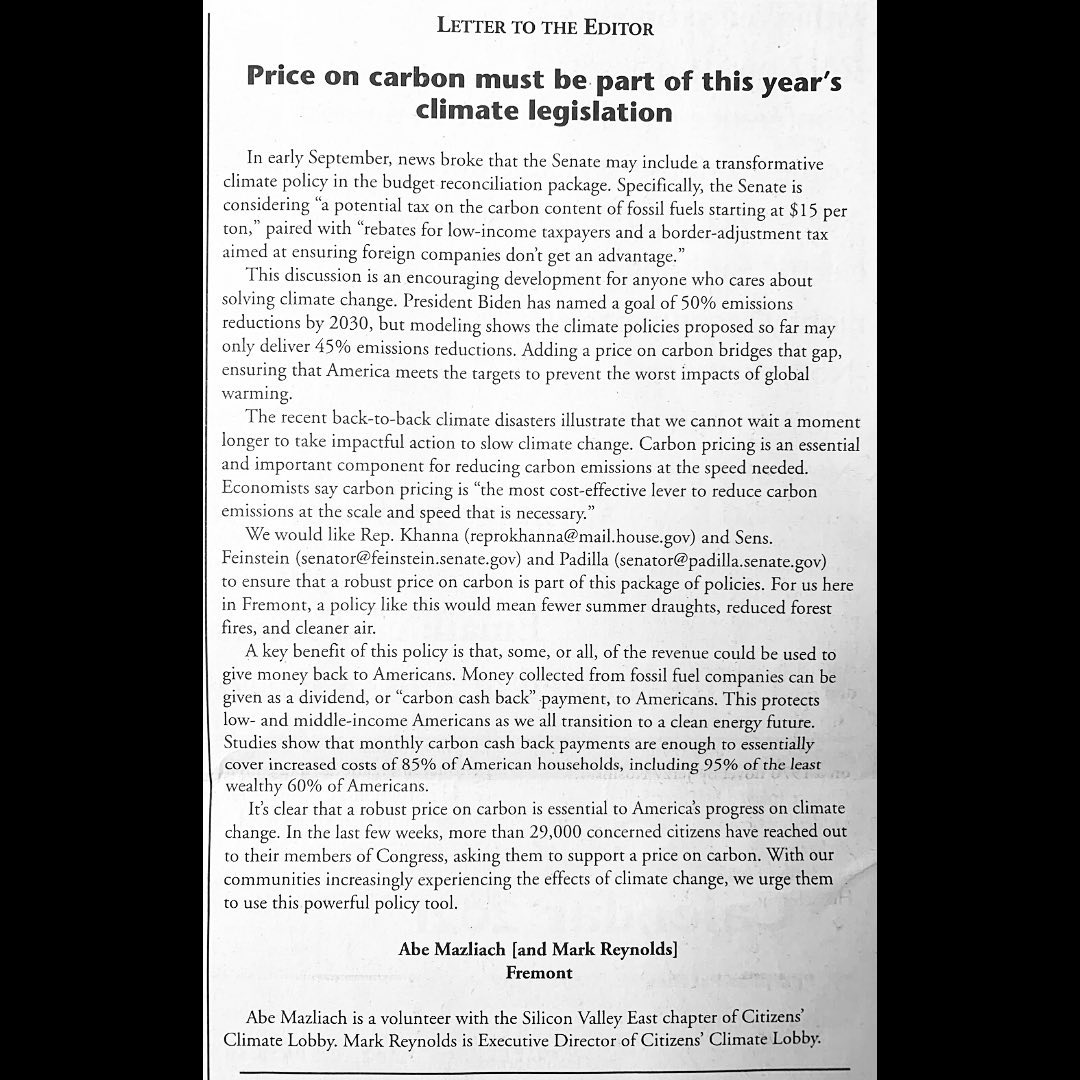 LETTER TO THE EDITOR
Price on carbon must be part of this year's
climate legislation
In early September, news broke that the Senate may include a transformative
climate policy in the budget reconciliation package. Specifically, the Senate is
considering “a potential tax on the carbon content of fossil fuels starting at $15 per
ton,” paired with “rebates for low-income taxpayers and a border-adjustment tax
aimed at ensuring foreign companies don’t get an advantage.”
This discussion is an encouraging development for anyone who cares about
solving climate change. President Biden has named a goal of 50% emissions
reductions by 2030, but modeling shows the climate policies proposed so far may
only deliver 45% emissions reductions. Adding a price on carbon bridges that gap,
ensuring that America meets the targets to prevent the worst impacts of global
warming.
The recent back-to-back climate disasters illustrate that we cannot wait a moment
longer to take impactful action to slow climate change. Carbon pricing is an essential
and important component for reducing carbon emissions at the speed needed.
Economists say carbon pricing is “the most cost-effective lever to reduce carbon
emissions at the scale and speed that is necessary.”
We would like Rep. Khanna (reprokhanna@mail.house.gov) and Sens.
Feinstein (senator@feinstein.senate.gov) and Padilla (senator@padilla.senate.gov)
to ensure that a robust price on carbon is part of this package of policies. For us here
in Fremont, a policy like this would mean fewer summer draughts, reduced forest
fires, and cleaner air.
A key benefit of this policy is that, some, or all, of the revenue could be used to
give money back to Americans. Money collected from fossil fuel companies can be
given as a dividend, or “carbon cash back” payment, to Americans. This protects
low- and middle-income Americans as we all transition to a clean energy future.
Studies show that monthly carbon cash back payments are enough to essentially
cover increased costs of 85% of American households, including 95% of the least
wealthy 60% of Americans.
It’s clear that a robust price on carbon is essential to America’s progress on climate
change. In the last few weeks, more than 29,000 concerned citizens have reached out
to their members of Congress, asking them to support a price on carbon. With our
communities increasingly experiencing the effects of climate change, we urge them
to use this powerful policy tool.
Abe Mazliach [and Mark Reynolds]
Fremont
Abe Mazliach is a volunteer with the Silicon Valley East chapter of Citizens’
Climate Lobby. Mark Reynolds is Executive Director of Citizens’ Climate Lobby.